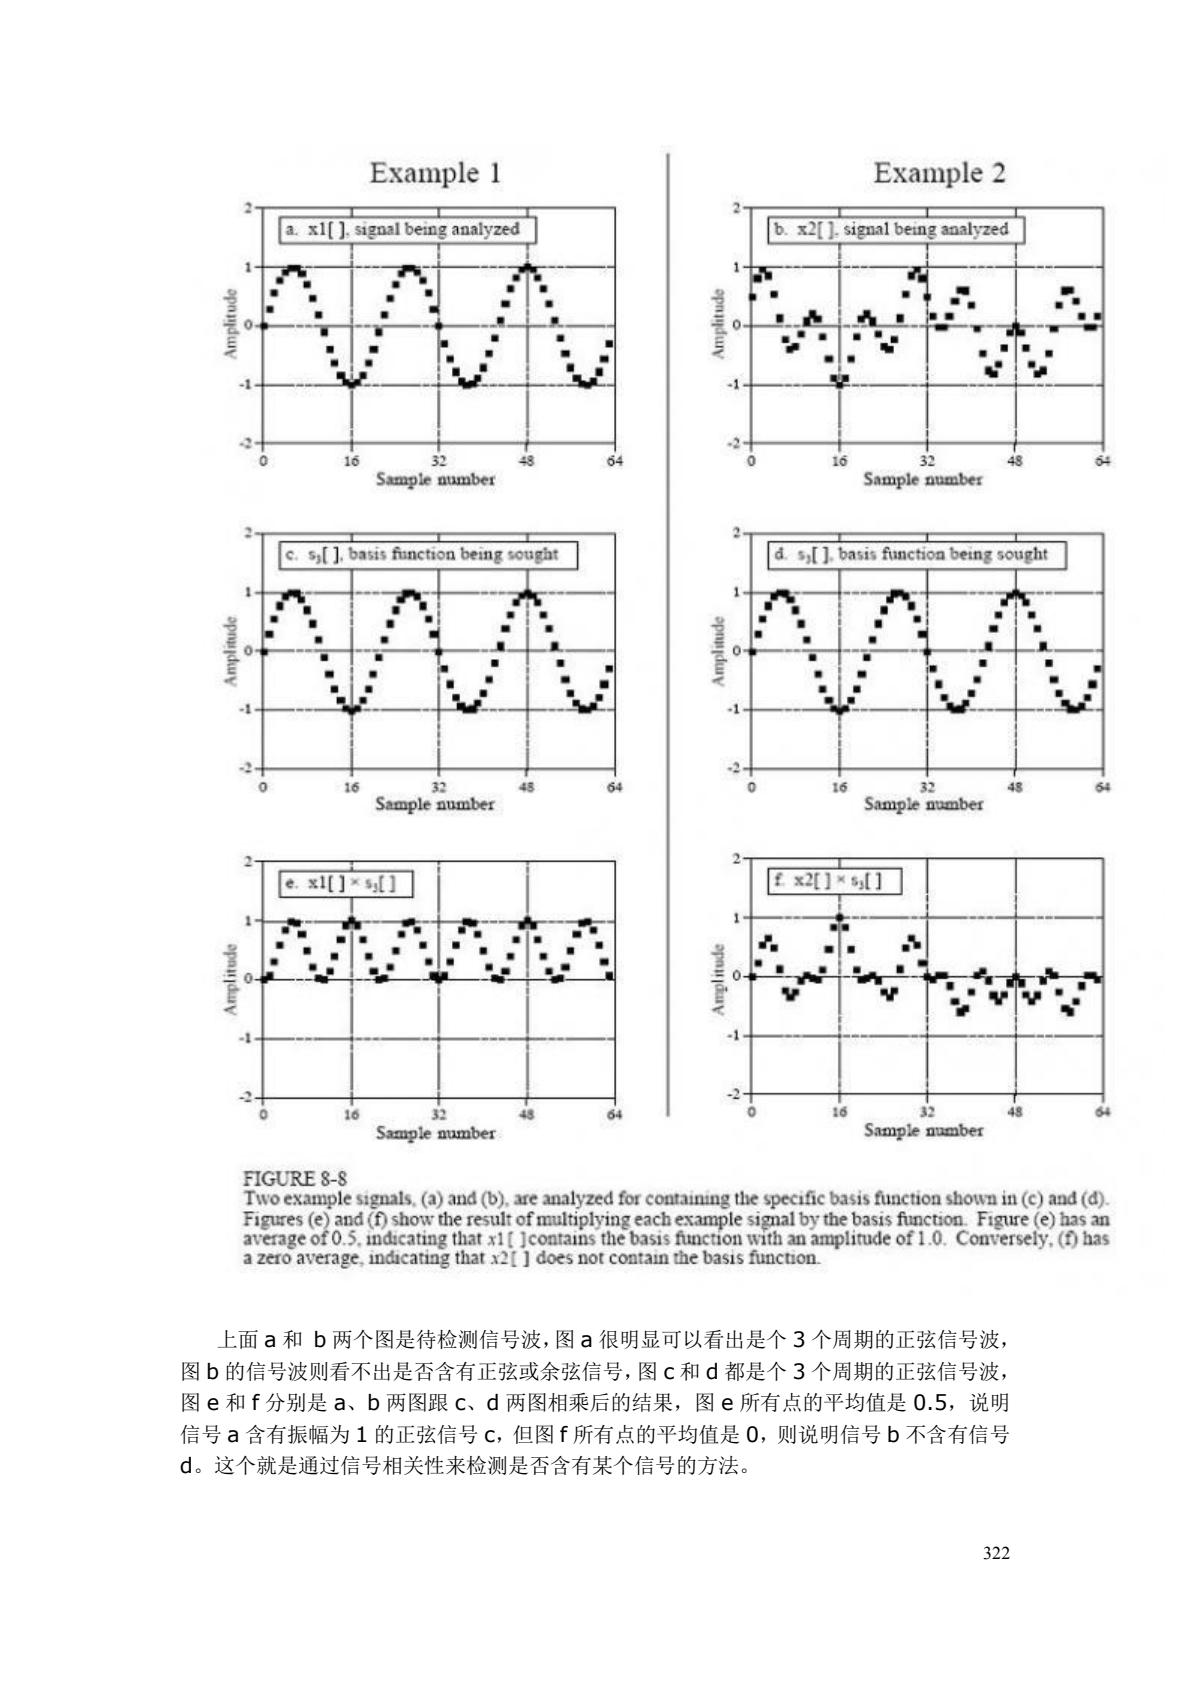 Example 1
Example 2
a. x1[ ], signal being analyzed
2
1
0
-1
-2
Amplitude
0 16 32 48 64
Sample number
b. x2[ ], signal being analyzed
2
1
0
-1
-2
Amplitude
0 16 32 48 64
Sample number
c. s3[ ], basis function being sought
2
1
0
-1
-2
Amplitude
0 16 32 48 64
Sample number
d. s3[ ], basis function being sought
2
1
0
-1
-2
Amplitude
0 16 32 48 64
Sample number
e. x1[ ] × s3[ ]
2
1
0
-1
-2
Amplitude
0 16 32 48 64
Sample number
f. x2[ ] × s3[ ]
2
1
0
-1
-2
Amplitude
0 16 32 48 64
Sample number
FIGURE 8-8
Two example signals, (a) and (b), are analyzed for containing the specific basis function shown in (c) and (d).
Figures (e) and (f) show the result of multiplying each example signal by the basis function. Figure (e) has an
average of 0.5, indicating that x1[ ]contains the basis function with an amplitude of 1.0. Conversely, (f) has
a zero average, indicating that x2[ ] does not contain the basis function.
上面 a 和 b 两个图是待检测信号波，图 a 很明显可以看出是个 3 个周期的正弦信号波，
图 b 的信号波则看不出是否含有正弦或余弦信号，图 c 和 d 都是个 3 个周期的正弦信号波，
图 e 和 f 分别是 a、b 两图跟 c、d 两图相乘后的结果，图 e 所有点的平均值是 0.5，说明
信号 a 含有振幅为 1 的正弦信号 c，但图 f 所有点的平均值是 0，则说明信号 b 不含有信号
d。这个就是通过信号相关性来检测是否含有某个信号的方法。
322